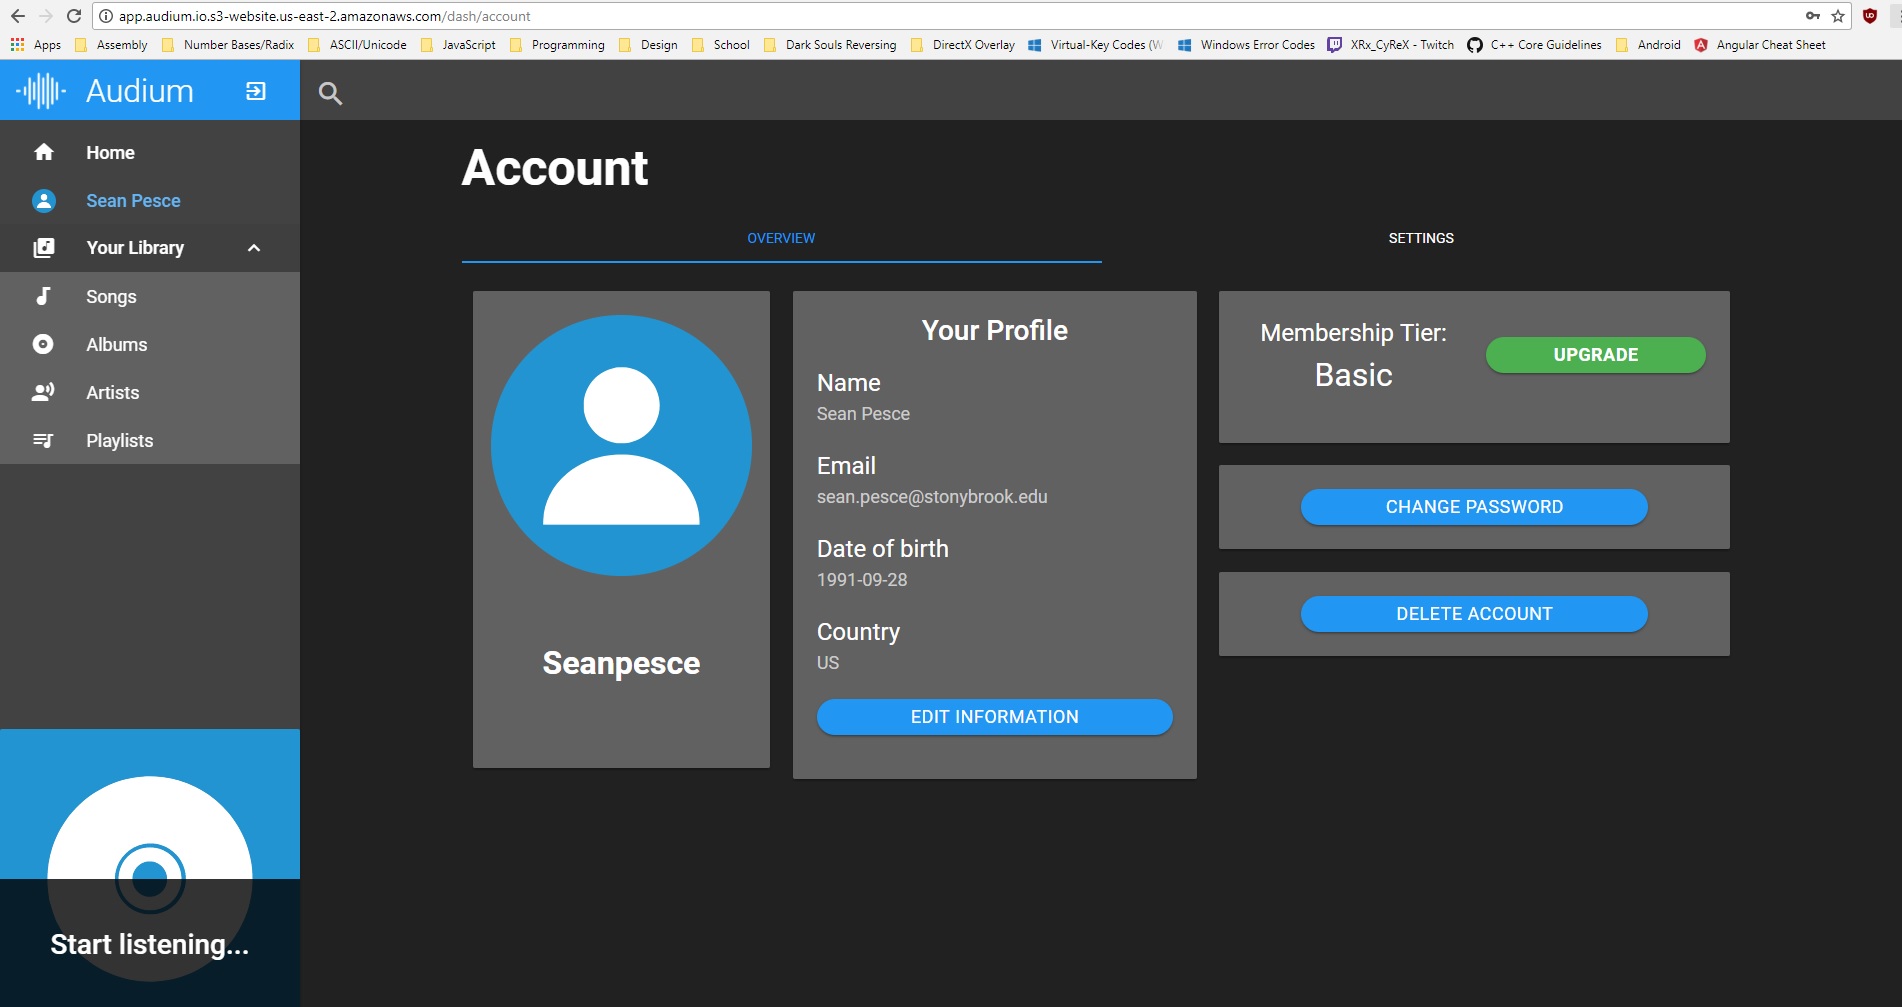 app.audium.io.s3-website.us-east-2.amazonaws.com/dash/account
Apps Assembly Number Bases/Radix ASCII/Unicode JavaScript Programming Design School Dark Souls Reversing DirectX Overlay Virtual-Key Codes (W Windows Error Codes XRx_CyReX - Twitch C++ Core Guidelines Android Angular Cheat Sheet
Audium
Home
Sean Pesce
Your Library
Songs
Albums
Artists
Playlists
Start listening...
Account
OVERVIEW SETTINGS
Seanpesce
Your Profile
Name
Sean Pesce
Email
sean.pesce@stonybrook.edu
Date of birth
1991-09-28
Country
US
EDIT INFORMATION
Membership Tier:
Basic
UPGRADE
CHANGE PASSWORD
DELETE ACCOUNT